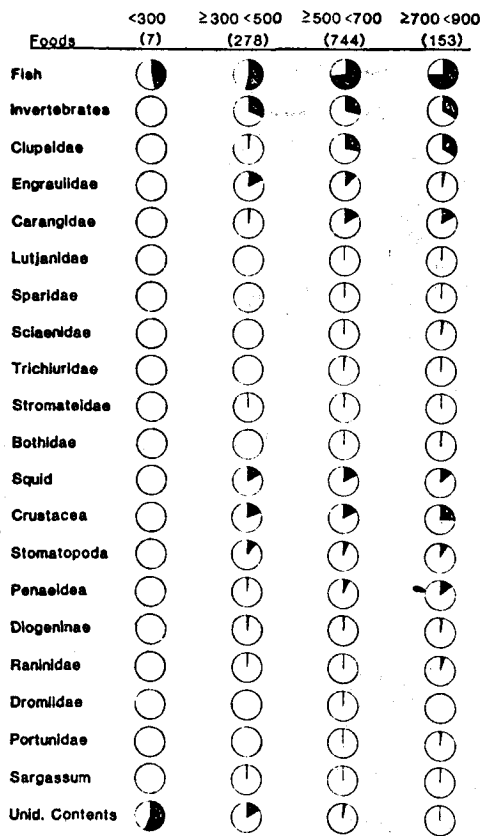 <300 ≥300 <500 ≥500 <700 ≥700 <900
Foods (7) (278) (744) (153)
Fish
Invertebrates
Clupeidae
Engraulidae
Carangidae
Lutjanidae
Sparidae
Sciaenidae
Trichiuridae
Stromateidae
Bothidae
Squid
Crustacea
Stomatopoda
Penaeidea
Diogeninae
Raninidae
Dromiidae
Portunidae
Sargassum
Unid. Contents